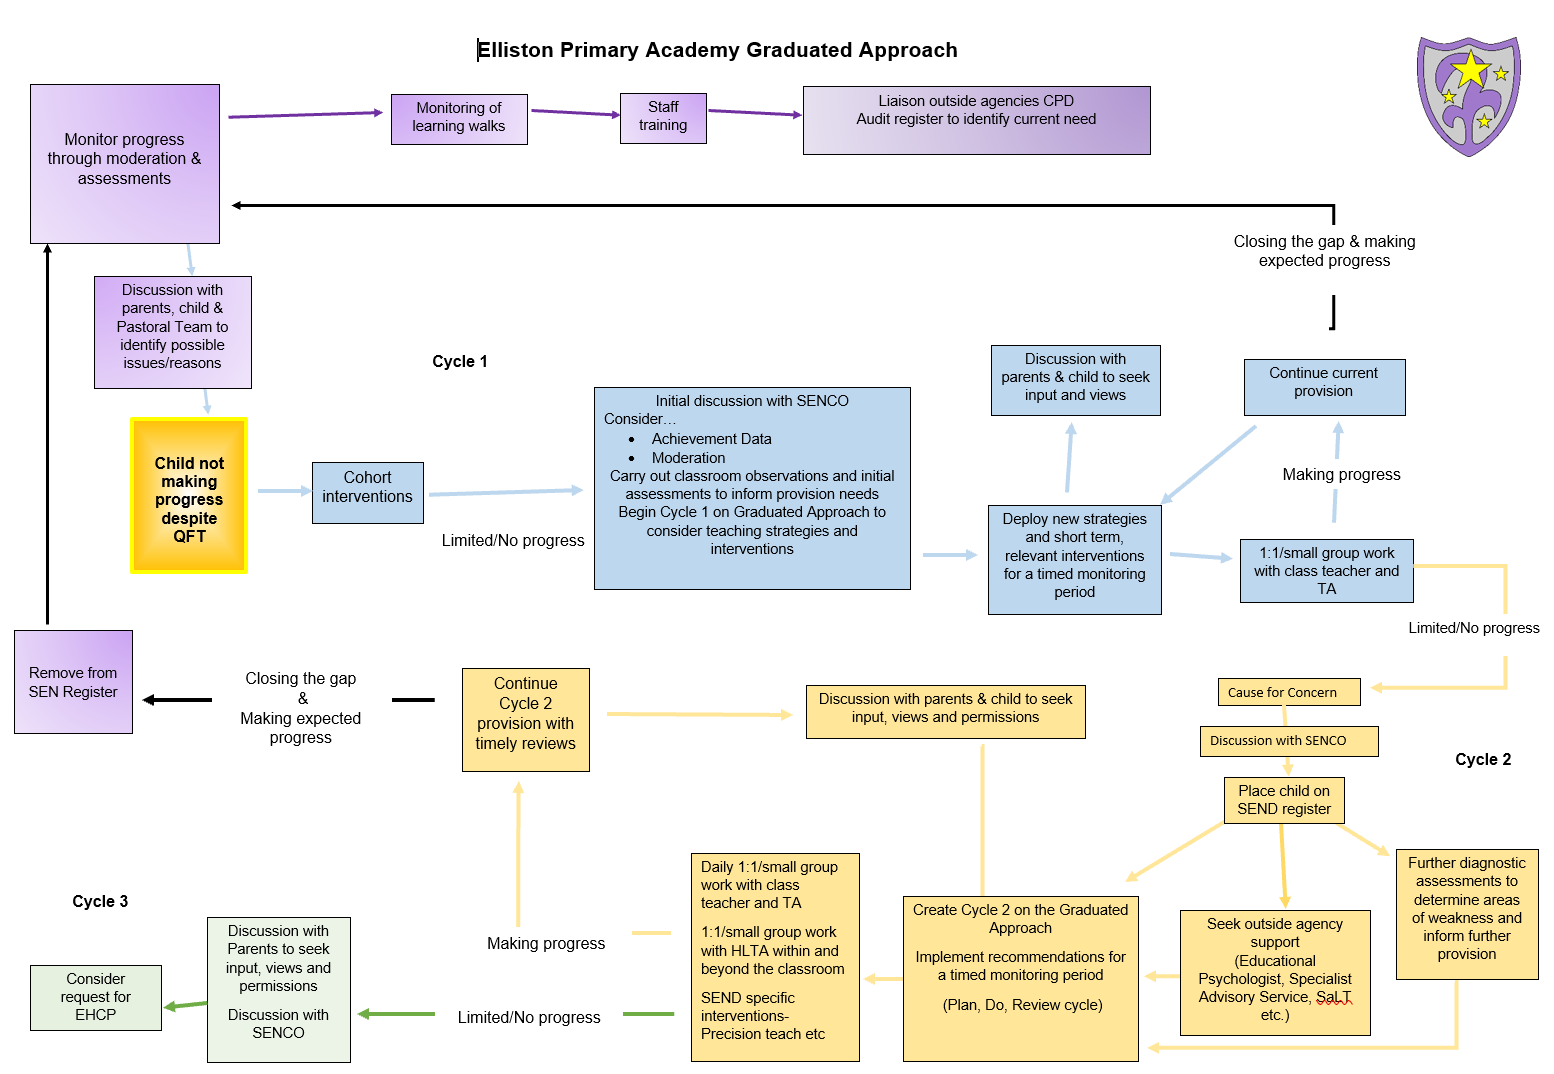 Elliston Primary Academy Graduated Approach
Monitor progress
through moderation &
assessments
Monitoring of
learning walks
Staff
training
Liaison outside agencies CPD
Audit register to identify current need
Closing the gap & making
expected progress
Discussion with
parents, child &
Pastoral Team to
identify possible
issues/reasons
Cycle 1
Child not
making
progress
despite
QFT
Cohort
interventions
Limited/No progress
Initial discussion with SENCO
Consider…
• Achievement Data
• Moderation
Carry out classroom observations and initial
assessments to inform provision needs
Begin Cycle 1 on Graduated Approach to
consider teaching strategies and
interventions
Discussion with
parents & child to seek
input and views
Continue current
provision
Making progress
Deploy new strategies
and short term,
relevant interventions
for a timed monitoring
period
1:1/small group work
with class teacher and
TA
Limited/No progress
Remove from
SEN Register
Closing the gap
&
Making expected
progress
Continue
Cycle 2
provision with
timely reviews
Discussion with parents & child to seek
input, views and permissions
Cause for Concern
Discussion with SENCO
Cycle 2
Place child on
SEND register
Further diagnostic
assessments to
determine areas
of weakness and
inform further
provision
Seek outside agency
support
(Educational
Psychologist, Specialist
Advisory Service, SaLT
etc.)
Create Cycle 2 on the Graduated
Approach
Implement recommendations for
a timed monitoring period
(Plan, Do, Review cycle)
Daily 1:1/small group
work with class
teacher and TA
1:1/small group work
with HLTA within and
beyond the classroom
SEND specific
interventions-
Precision teach etc
Making progress
Limited/No progress
Cycle 3
Discussion with
Parents to seek
input, views and
permissions
Discussion with
SENCO
Consider
request for
EHCP